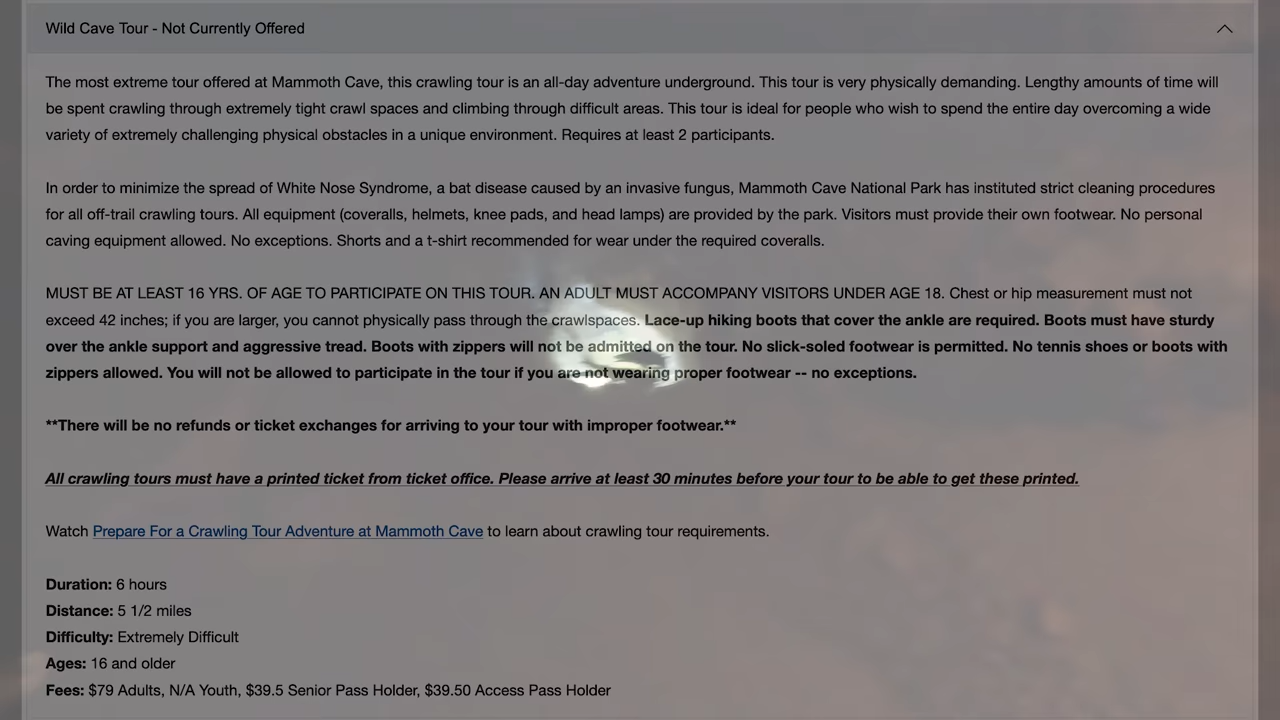 Wild Cave Tour - Not Currently Offered
The most extreme tour offered at Mammoth Cave, this crawling tour is an all-day adventure underground. This tour is very physically demanding. Lengthy amounts of time will
be spent crawling through extremely tight crawl spaces and climbing through difficult areas. This tour is ideal for people who wish to spend the entire day overcoming a wide
variety of extremely challenging physical obstacles in a unique environment. Requires at least 2 participants.
In order to minimize the spread of White Nose Syndrome, a bat disease caused by an invasive fungus, Mammoth Cave National Park has instituted strict cleaning procedures
for all off-trail crawling tours. All equipment (coveralls, helmets, knee pads, and head lamps) are provided by the park. Visitors must provide their own footwear. No personal
caving equipment allowed. No exceptions. Shorts and a t-shirt recommended for wear under the required coveralls.
MUST BE AT LEAST 16 YRS. OF AGE TO PARTICIPATE ON THIS TOUR. AN ADULT MUST ACCOMPANY VISITORS UNDER AGE 18. Chest or hip measurement must not
exceed 42 inches; if you are larger, you cannot physically pass through the crawlspaces. Lace-up hiking boots that cover the ankle are required. Boots must have sturdy
over the ankle support and aggressive tread. Boots with zippers will not be admitted on the tour. No slick-soled footwear is permitted. No tennis shoes or boots with
zippers allowed. You will not be allowed to participate in the tour if you are not wearing proper footwear -- no exceptions.
**There will be no refunds or ticket exchanges for arriving to your tour with improper footwear.**
All crawling tours must have a printed ticket from ticket office. Please arrive at least 30 minutes before your tour to be able to get these printed.
Watch Prepare For a Crawling Tour Adventure at Mammoth Cave to learn about crawling tour requirements.
Duration: 6 hours
Distance: 5 1/2 miles
Difficulty: Extremely Difficult
Ages: 16 and older
Fees: $79 Adults, N/A Youth, $39.5 Senior Pass Holder, $39.50 Access Pass Holder